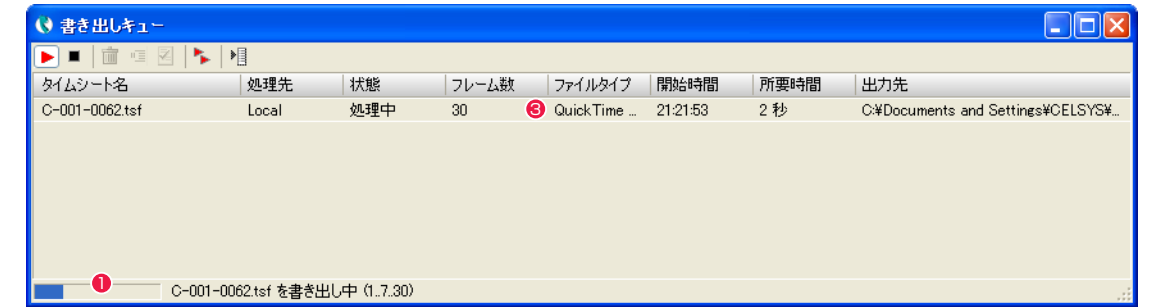 書き出しキュー
タイムシート名 処理先 状態 フレーム数 ファイルタイプ 開始時間 所要時間 出力先
C-001-0062.tsf Local 処理中 30 ❸ QuickTime ... 21:21:53 2 秒 C:¥Documents and Settings¥CELSYS¥...
❶ C-001-0062.tsf を書き出し中 (1..7..30)